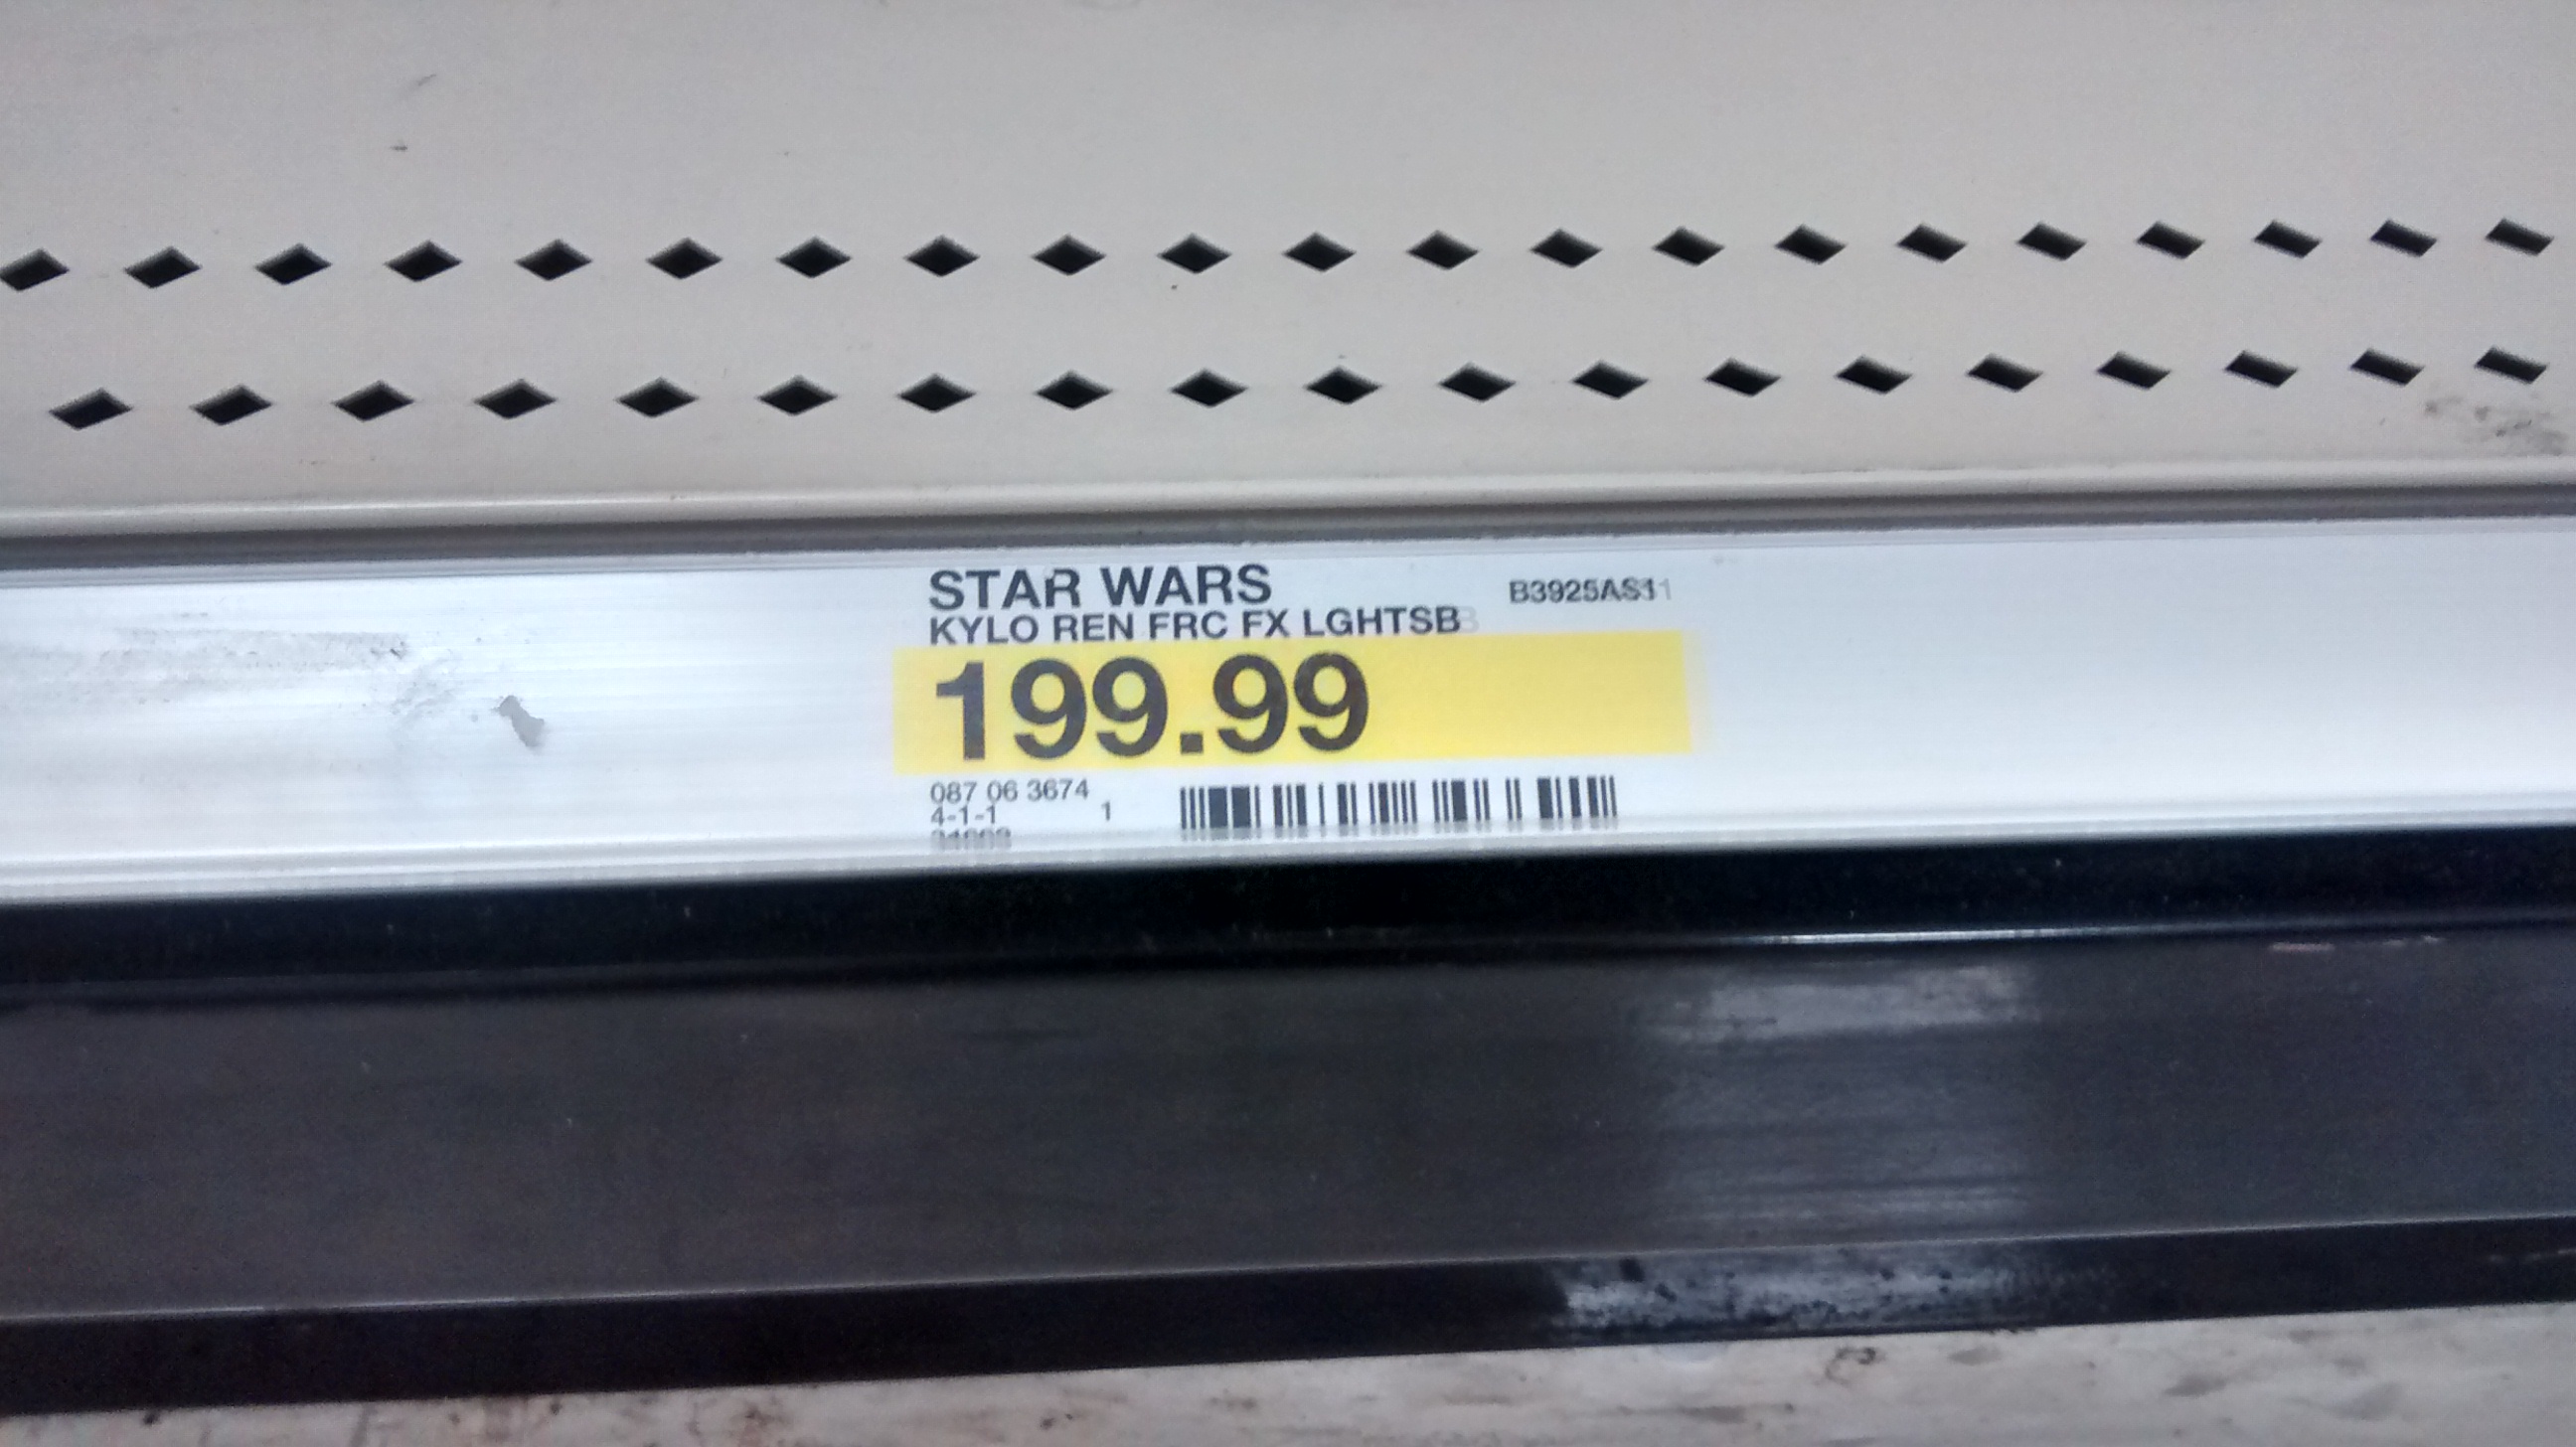 STAR WARS
B3925AS1
KYLO REN FRC FX LGHTSB
199.99
087 06 3674
4-1-1 1